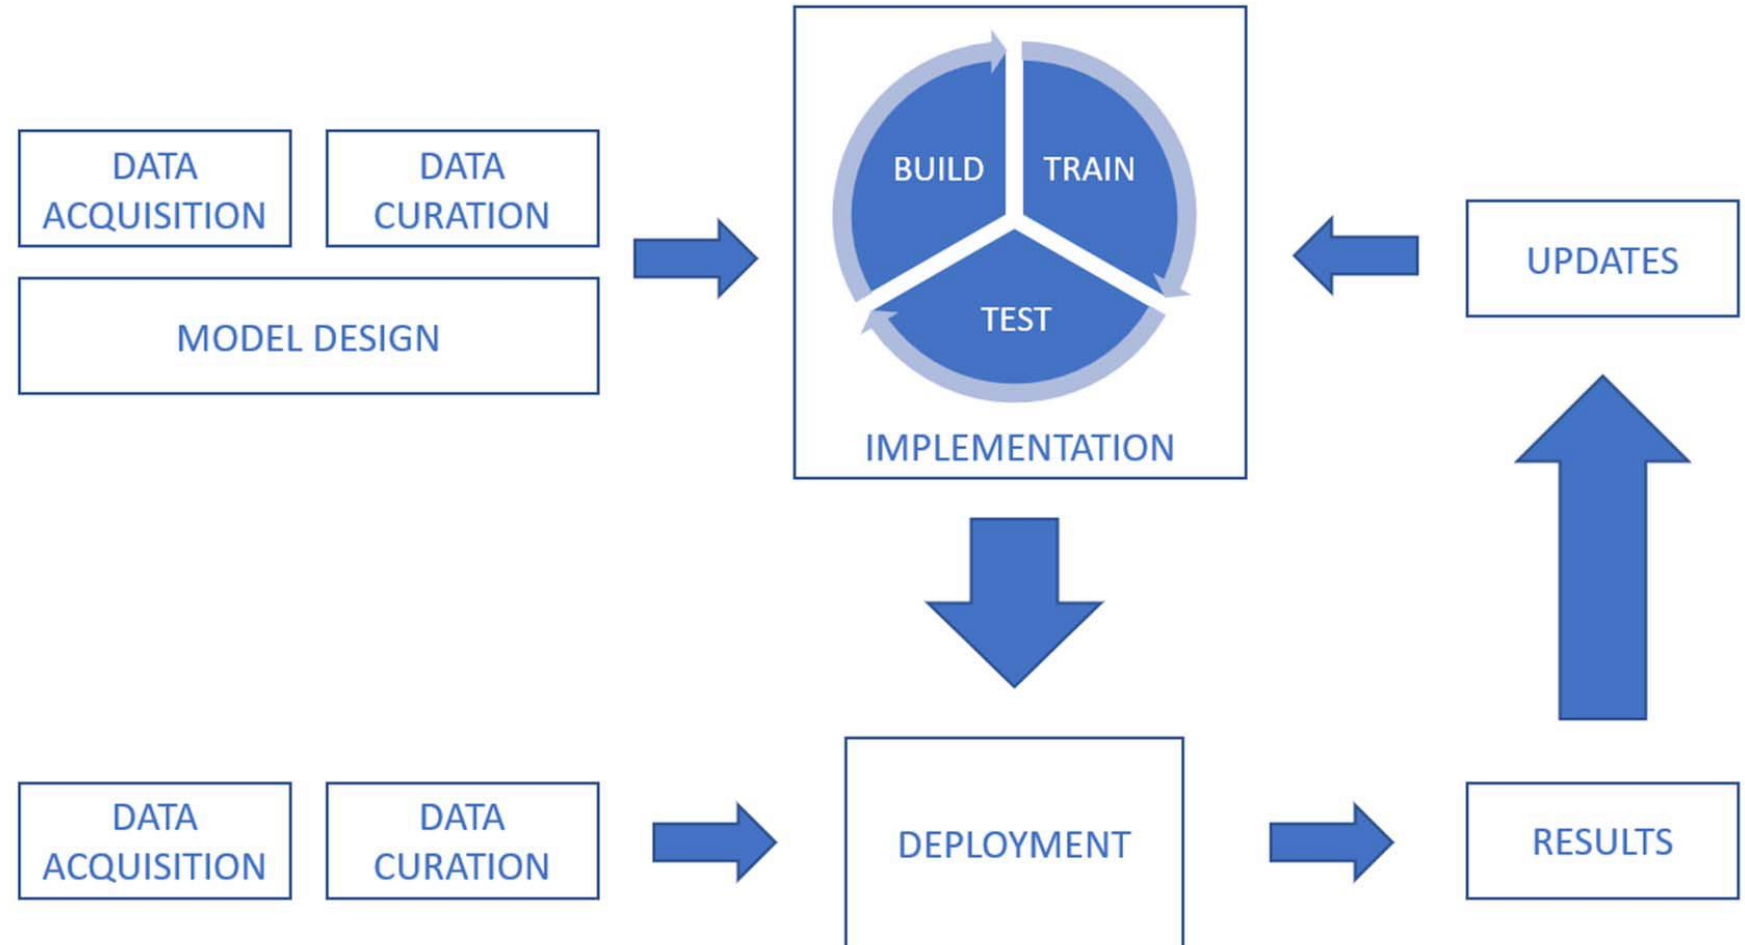 DATA
ACQUISITION
DATA
CURATION
MODEL DESIGN
BUILD
TRAIN
TEST
IMPLEMENTATION
UPDATES
DATA
ACQUISITION
DATA
CURATION
DEPLOYMENT
RESULTS